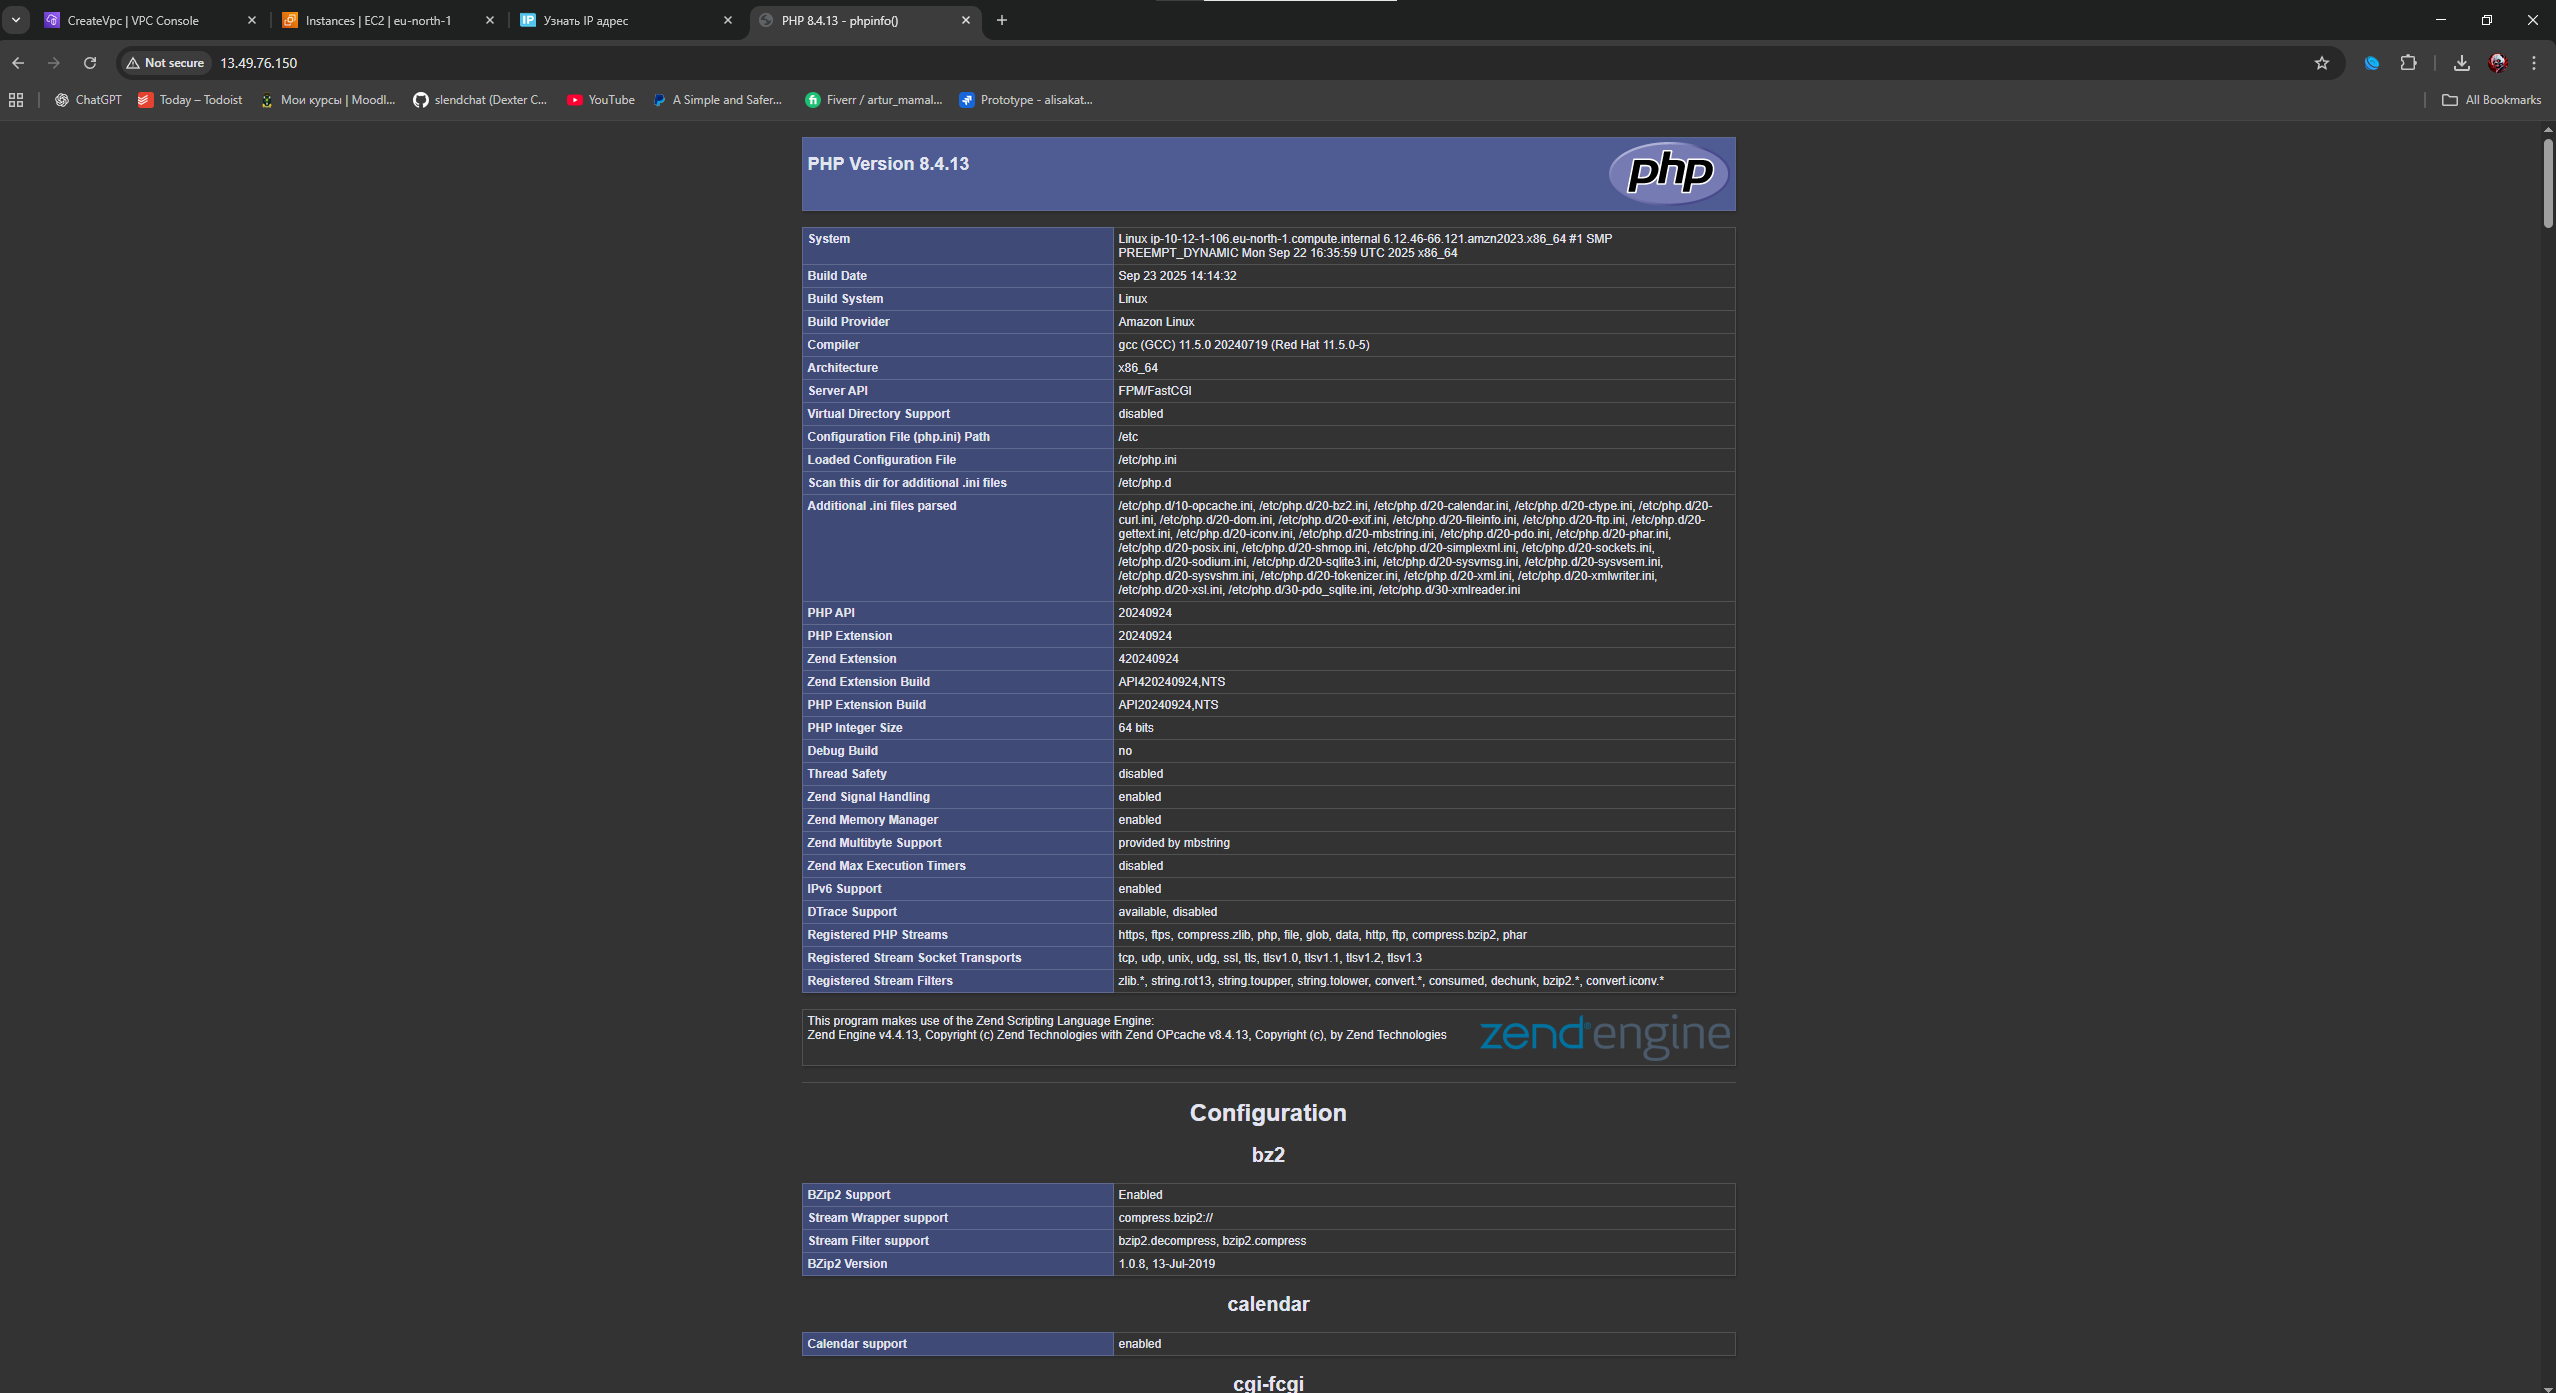 CreateVpc | VPC Console
Instances | EC2 | eu-north-1
Узнать IP адрес
PHP 8.4.13 - phpinfo()
Not secure 13.49.76.150
ChatGPT
Today – Todoist
Мои курсы | Moodl...
slendchat (Dexter C...
YouTube
A Simple and Safer...
Fiverr / artur_mamal...
Prototype - alisakat...
All Bookmarks
PHP Version 8.4.13
php
System Linux ip-10-12-1-106.eu-north-1.compute.internal 6.12.46-66.121.amzn2023.x86_64 #1 SMP
PREEMPT_DYNAMIC Mon Sep 22 16:35:59 UTC 2025 x86_64
Build Date Sep 23 2025 14:14:32
Build System Linux
Build Provider Amazon Linux
Compiler gcc (GCC) 11.5.0 20240719 (Red Hat 11.5.0-5)
Architecture x86_64
Server API FPM/FastCGI
Virtual Directory Support disabled
Configuration File (php.ini) Path /etc
Loaded Configuration File /etc/php.ini
Scan this dir for additional .ini files /etc/php.d
Additional .ini files parsed /etc/php.d/10-opcache.ini, /etc/php.d/20-bz2.ini, /etc/php.d/20-calendar.ini, /etc/php.d/20-ctype.ini, /etc/php.d/20-
curl.ini, /etc/php.d/20-dom.ini, /etc/php.d/20-exif.ini, /etc/php.d/20-fileinfo.ini, /etc/php.d/20-ftp.ini, /etc/php.d/20-
gettext.ini, /etc/php.d/20-iconv.ini, /etc/php.d/20-mbstring.ini, /etc/php.d/20-pdo.ini, /etc/php.d/20-phar.ini,
/etc/php.d/20-posix.ini, /etc/php.d/20-shmop.ini, /etc/php.d/20-simplexml.ini, /etc/php.d/20-sockets.ini,
/etc/php.d/20-sodium.ini, /etc/php.d/20-sqlite3.ini, /etc/php.d/20-sysvmsg.ini, /etc/php.d/20-sysvsem.ini,
/etc/php.d/20-sysvshm.ini, /etc/php.d/20-tokenizer.ini, /etc/php.d/20-xml.ini, /etc/php.d/20-xmlwriter.ini,
/etc/php.d/20-xsl.ini, /etc/php.d/30-pdo_sqlite.ini, /etc/php.d/30-xmlreader.ini
PHP API 20240924
PHP Extension 20240924
Zend Extension 420240924
Zend Extension Build API420240924,NTS
PHP Extension Build API20240924,NTS
PHP Integer Size 64 bits
Debug Build no
Thread Safety disabled
Zend Signal Handling enabled
Zend Memory Manager enabled
Zend Multibyte Support provided by mbstring
Zend Max Execution Timers disabled
IPv6 Support enabled
DTrace Support available, disabled
Registered PHP Streams https, ftps, compress.zlib, php, file, glob, data, http, ftp, compress.bzip2, phar
Registered Stream Socket Transports tcp, udp, unix, udg, ssl, tls, tlsv1.0, tlsv1.1, tlsv1.2, tlsv1.3
Registered Stream Filters zlib.*, string.rot13, string.toupper, string.tolower, convert.*, consumed, dechunk, bzip2.*, convert.iconv.*
This program makes use of the Zend Scripting Language Engine:
Zend Engine v4.4.13, Copyright (c) Zend Technologies with Zend OPcache v8.4.13, Copyright (c), by Zend Technologies
zend engine
Configuration
bz2
BZip2 Support Enabled
Stream Wrapper support compress.bzip2://
Stream Filter support bzip2.decompress, bzip2.compress
BZip2 Version 1.0.8, 13-Jul-2019
calendar
Calendar support enabled
cgi-fcgi